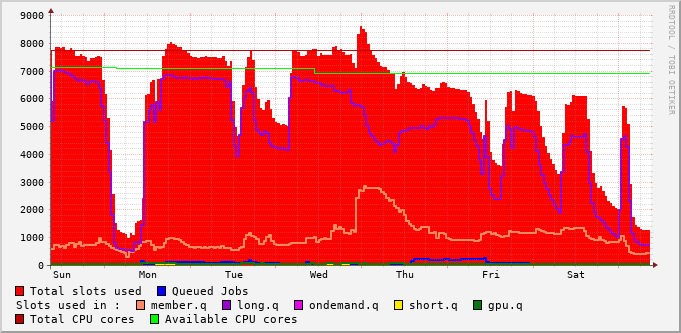 9000
8000
7000
6000
5000
4000
3000
2000
1000
0
Sun Mon Tue Wed Thu Fri Sat
Total slots used Queued Jobs
Slots used in : member.q long.q ondemand.q short.q gpu.q
Total CPU cores Available CPU cores
RRDTOOL / TOBI OETIKER